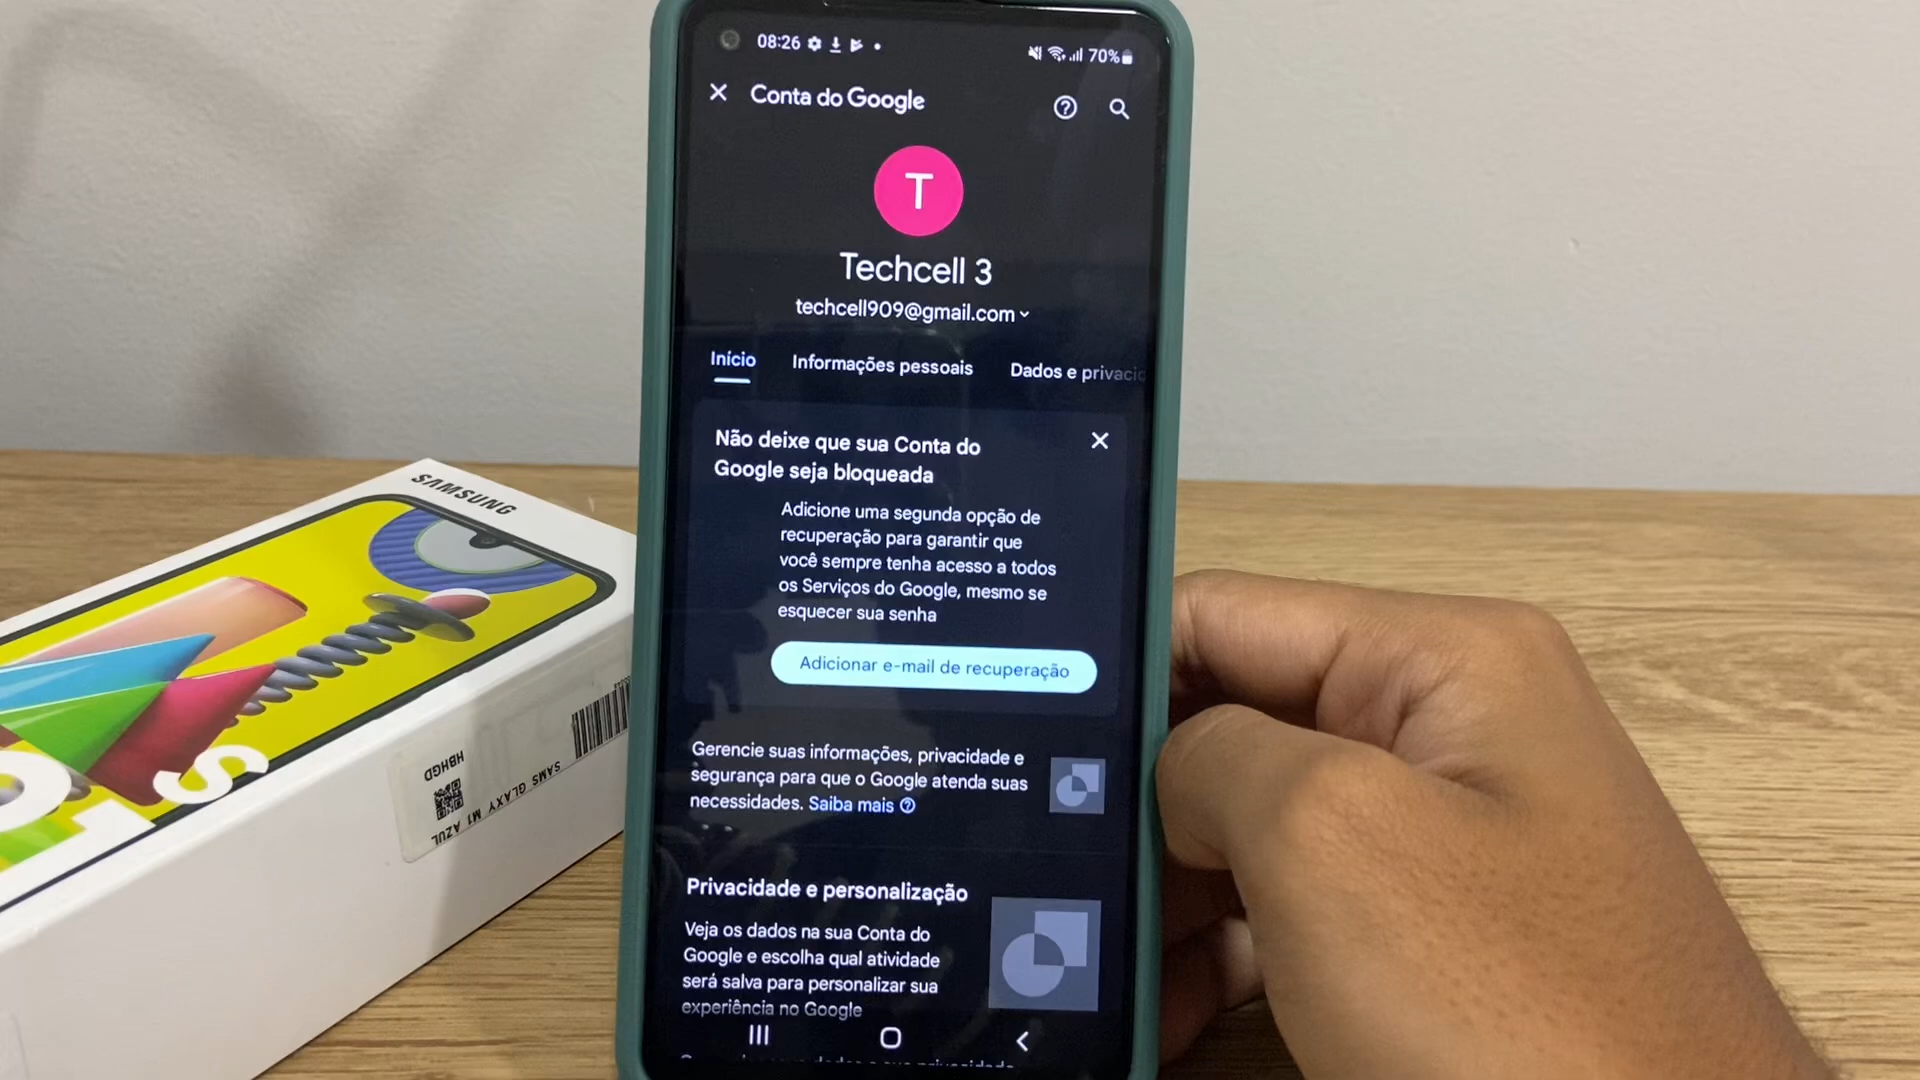 08:26
70%
Conta do Google
T
Techcell 3
techcell909@gmail.com
Início
Informações pessoais
Dados e privacid
Não deixe que sua Conta do
Google seja bloqueada
Adicione uma segunda opção de
recuperação para garantir que
você sempre tenha acesso a todos
os Serviços do Google, mesmo se
esquecer sua senha
Adicionar e-mail de recuperação
Gerencie suas informações, privacidade e
segurança para que o Google atenda suas
necessidades. Saiba mais
Privacidade e personalização
Veja os dados na sua Conta do
Google e escolha qual atividade
será salva para personalizar sua
experiência no Google
SAMSUNG
HBHGD
SAMS GLAXY M1 AZUL